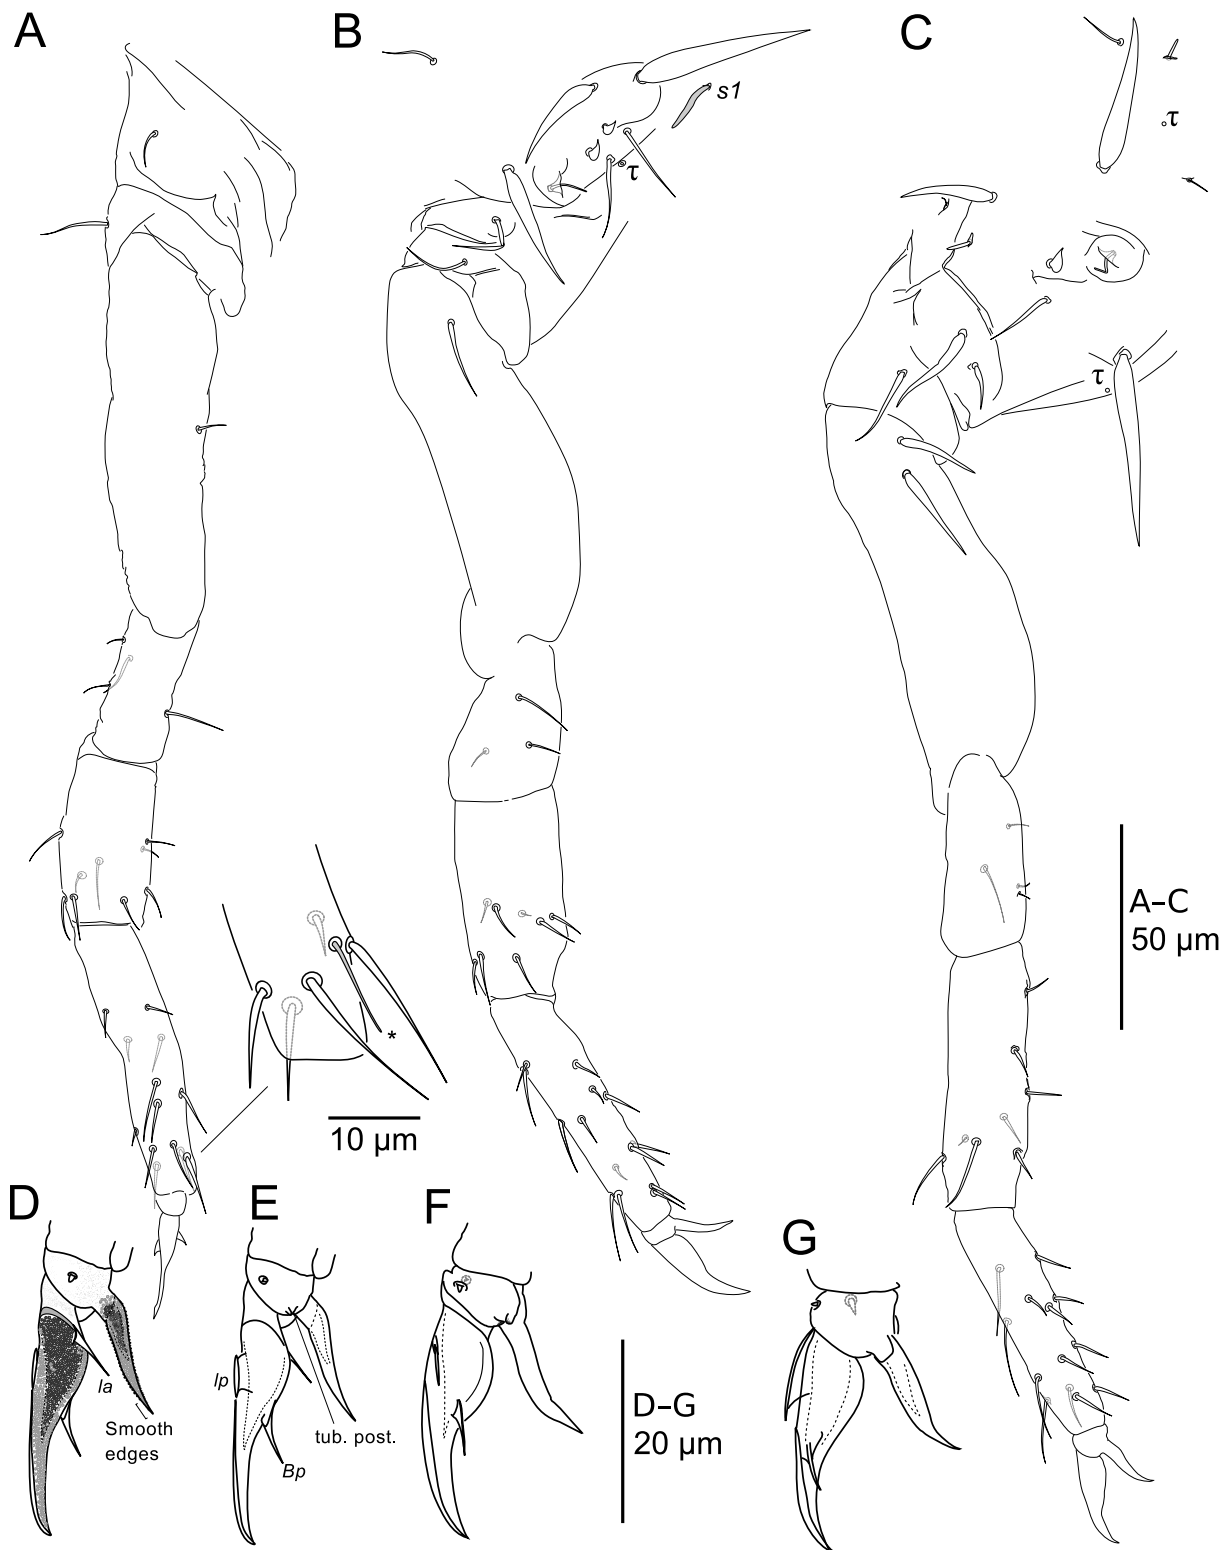 A
B
C
s1
τ
τ
τ
A–C
50 µm
*
10 µm
D
E
F
G
la
lp
Smooth
edges
tub. post.
Bp
D–G
20 µm